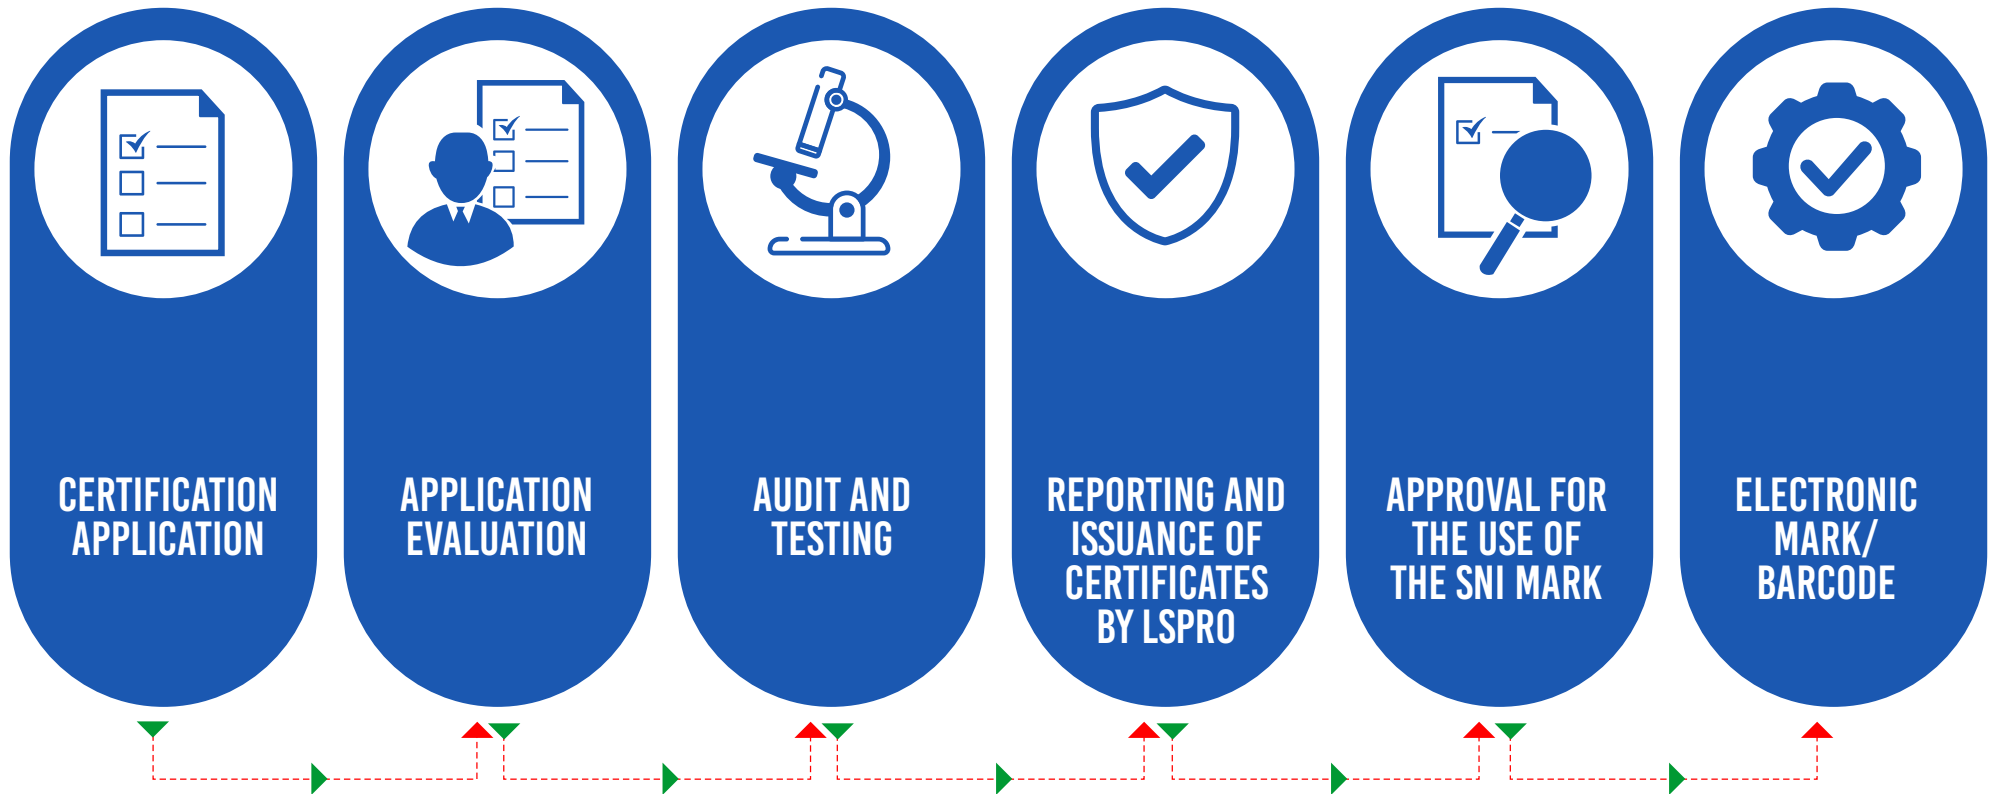 CERTIFICATION
APPLICATION
APPLICATION
EVALUATION
AUDIT AND
TESTING
REPORTING AND
ISSUANCE OF
CERTIFICATES
BY LSPRO
APPROVAL FOR
THE USE OF
THE SNI MARK
ELECTRONIC
MARK/
BARCODE